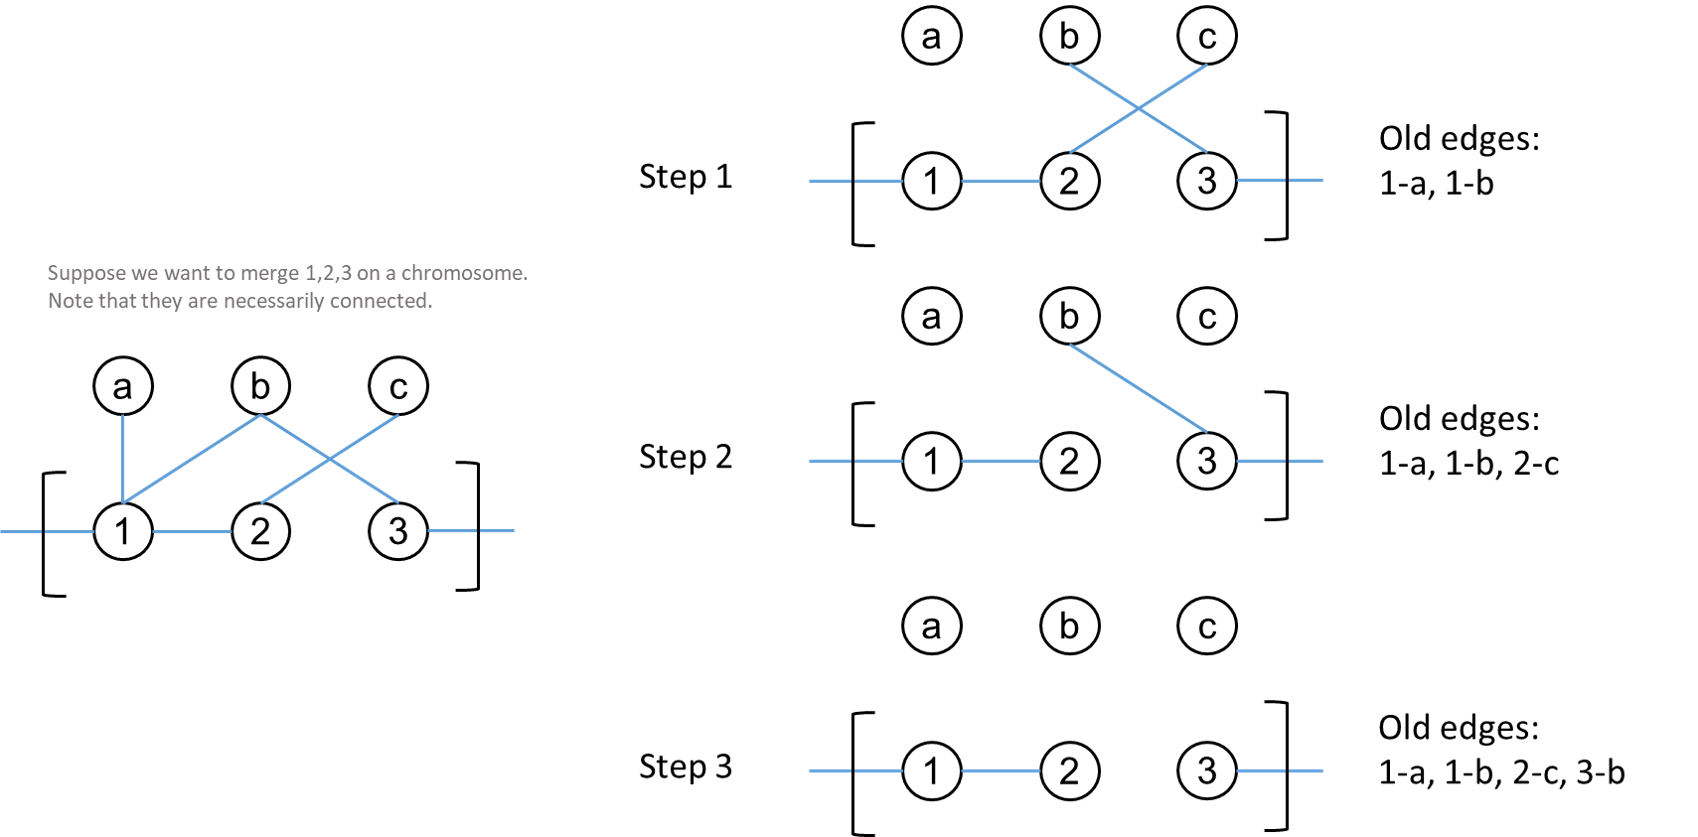 Suppose we want to merge 1,2,3 on a chromosome.
Note that they are necessarily connected.
a b c
1 2 3
Step 1
a b c
1 2 3
Old edges:
1-a, 1-b
Step 2
a b c
1 2 3
Old edges:
1-a, 1-b, 2-c
Step 3
a b c
1 2 3
Old edges:
1-a, 1-b, 2-c, 3-b